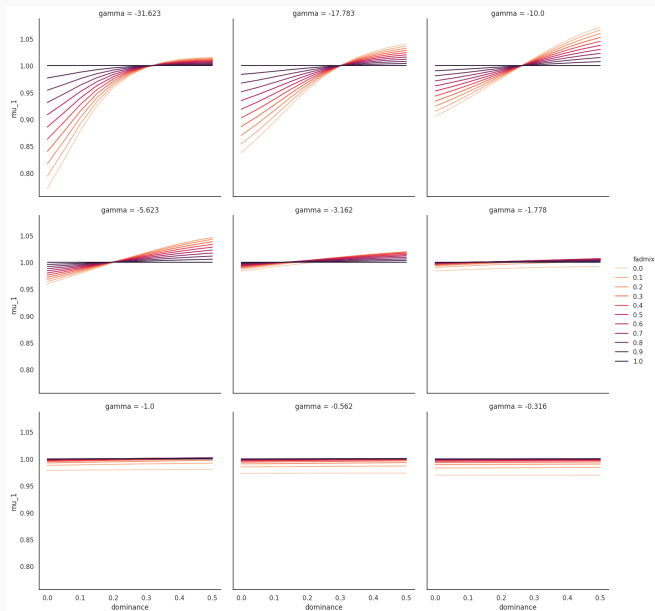 gamma = -31.623
gamma = -17.783
gamma = -10.0
1.05
1.00
0.95
0.90
0.85
0.80
mu_1
gamma = -5.623
gamma = -3.162
gamma = -1.778
1.05
1.00
0.95
0.90
0.85
0.80
mu_1
fadmix
0.0
0.1
0.2
0.3
0.4
0.5
0.6
0.7
0.8
0.9
1.0
gamma = -1.0
gamma = -0.562
gamma = -0.316
1.05
1.00
0.95
0.90
0.85
0.80
mu_1
0.0 0.1 0.2 0.3 0.4 0.5
dominance
0.0 0.1 0.2 0.3 0.4 0.5
dominance
0.0 0.1 0.2 0.3 0.4 0.5
dominance